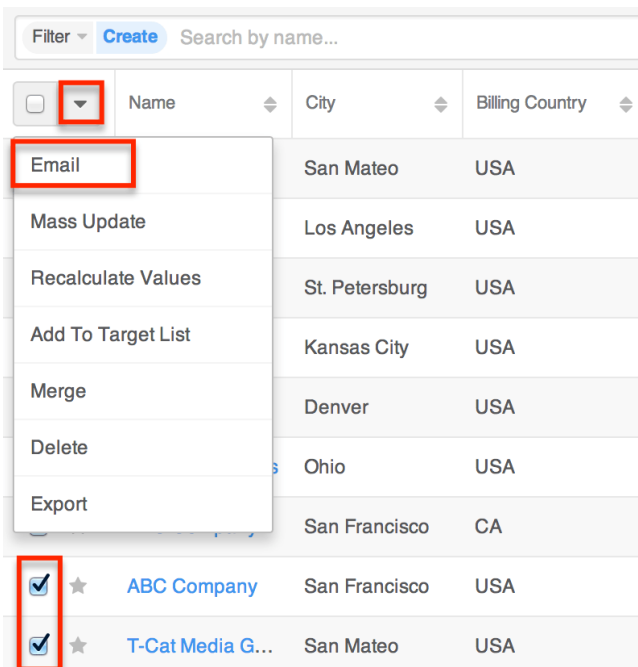 Filter Create Search by name...
Name City Billing Country
Email San Mateo USA
Mass Update Los Angeles USA
Recalculate Values St. Petersburg USA
Add To Target List Kansas City USA
Merge Denver USA
Delete Ohio USA
Export San Francisco CA
ABC Company San Francisco USA
T-Cat Media G... San Mateo USA